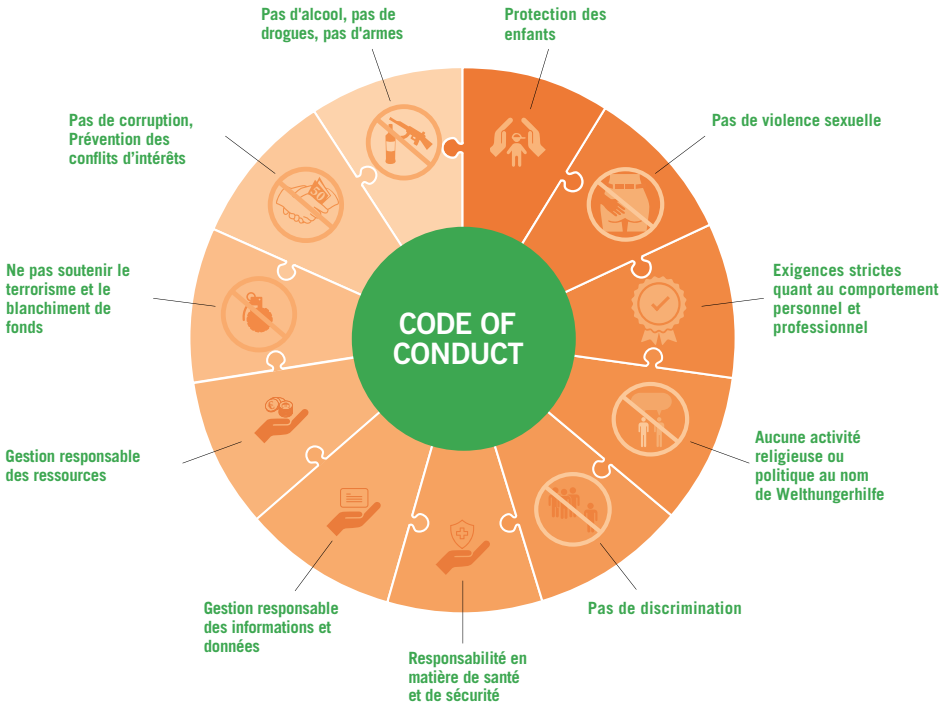 Pas d'alcool, pas de
drogues, pas d'armes
Protection des
enfants
Pas de violence sexuelle
Exigences strictes
quant au comportement
personnel et
professionnel
Aucune activité
religieuse ou
politique au nom
de Welthungerhilfe
Pas de discrimination
Responsabilité en
matière de santé
et de sécurité
Gestion responsable
des informations et
données
Gestion responsable
des ressources
Ne pas soutenir le
terrorisme et le
blanchiment de
fonds
Pas de corruption,
Prévention des
conflits d’intérêts
50
CODE OF
CONDUCT